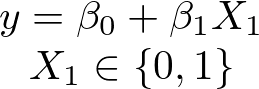 y = β₀ + β₁X₁
X₁ ∈ {0, 1}